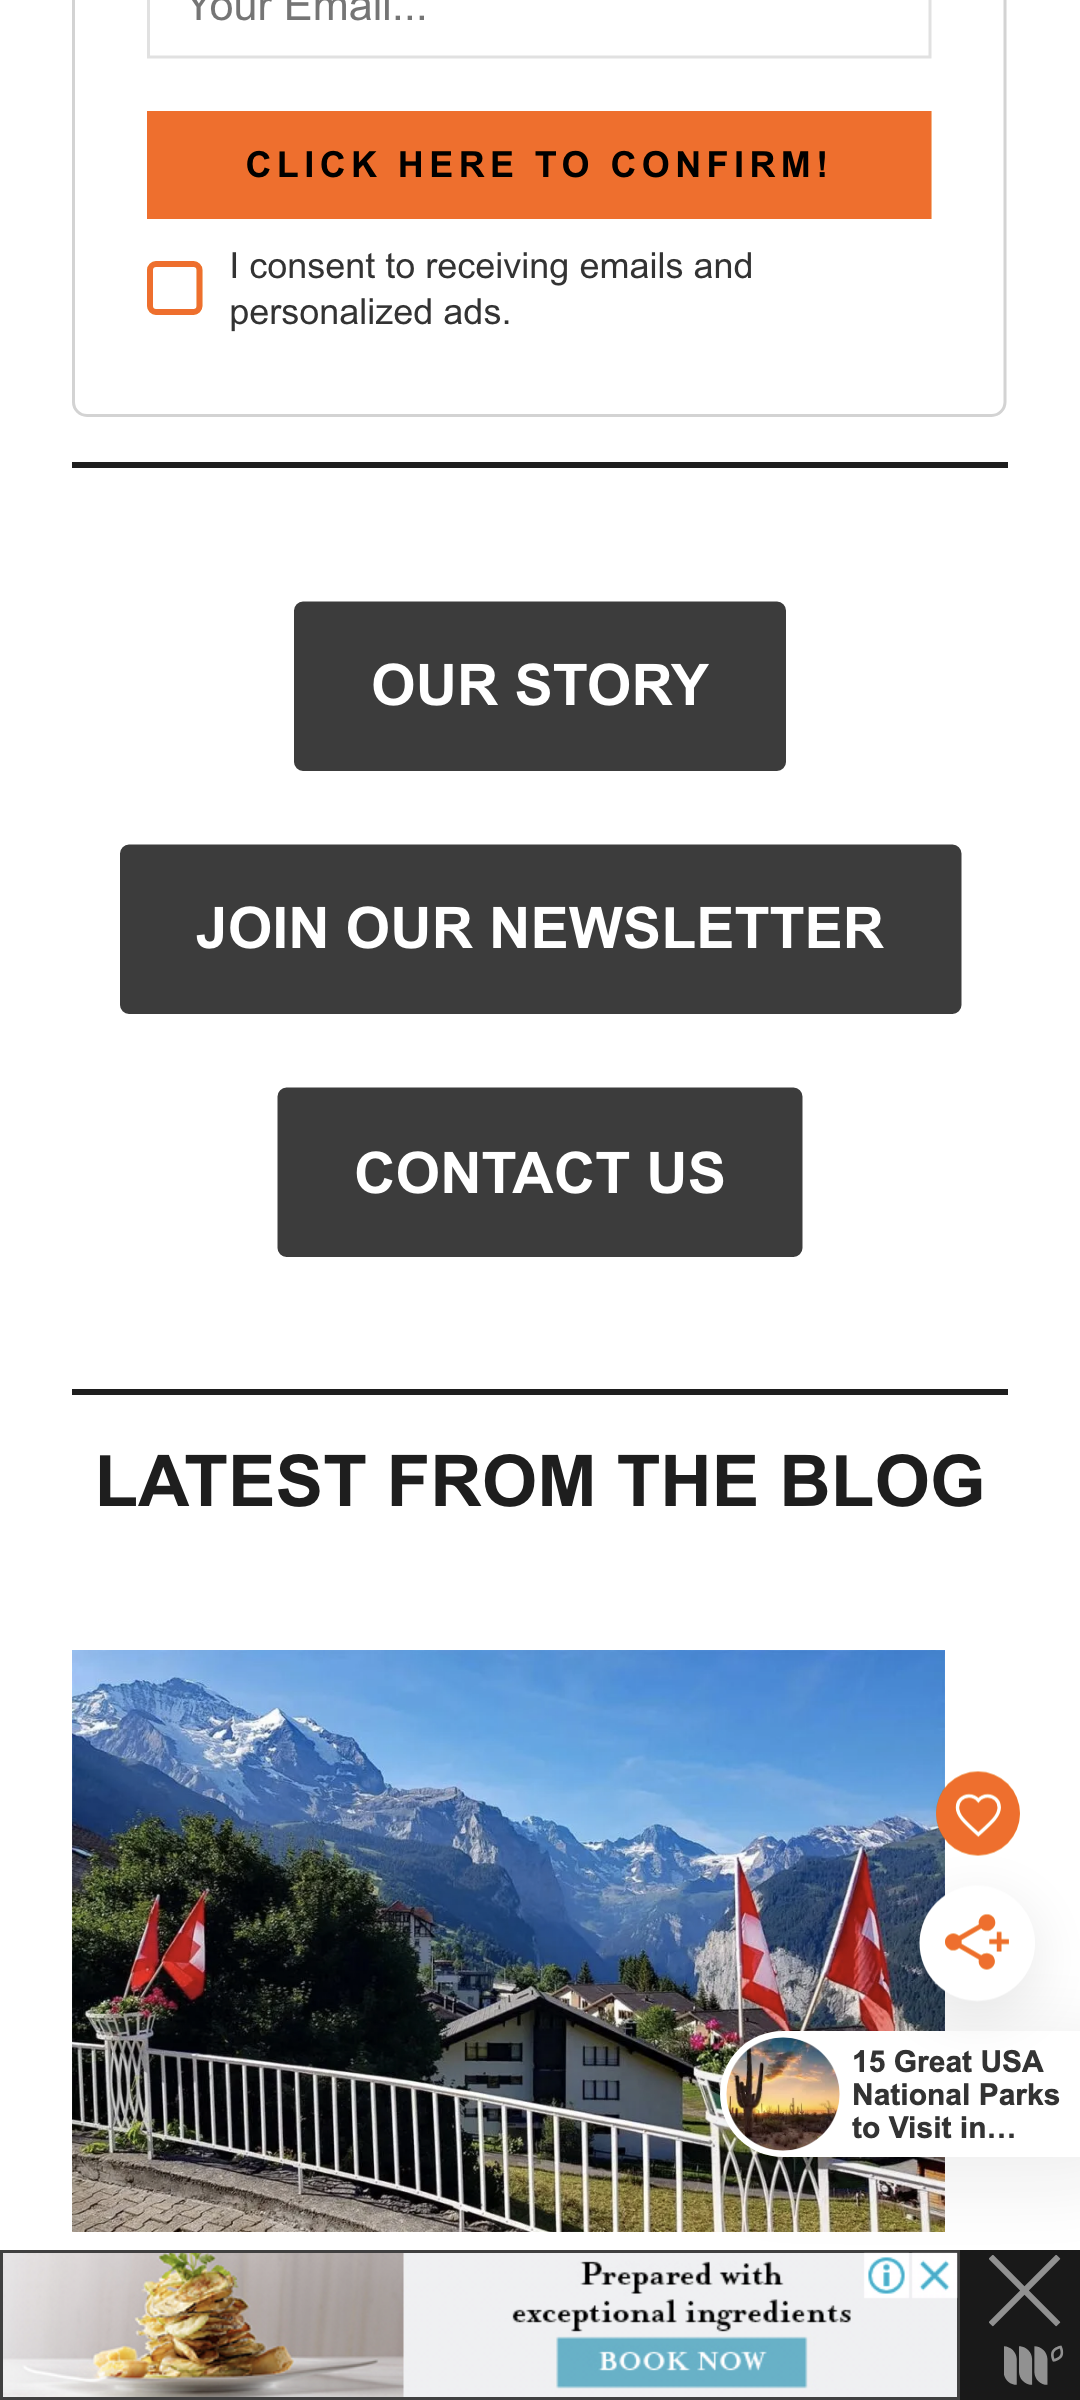 Your Email...
CLICK HERE TO CONFIRM!
I consent to receiving emails and
personalized ads.
OUR STORY
JOIN OUR NEWSLETTER
CONTACT US
LATEST FROM THE BLOG
15 Great USA
National Parks
to Visit in...
Prepared with
exceptional ingredients
BOOK NOW